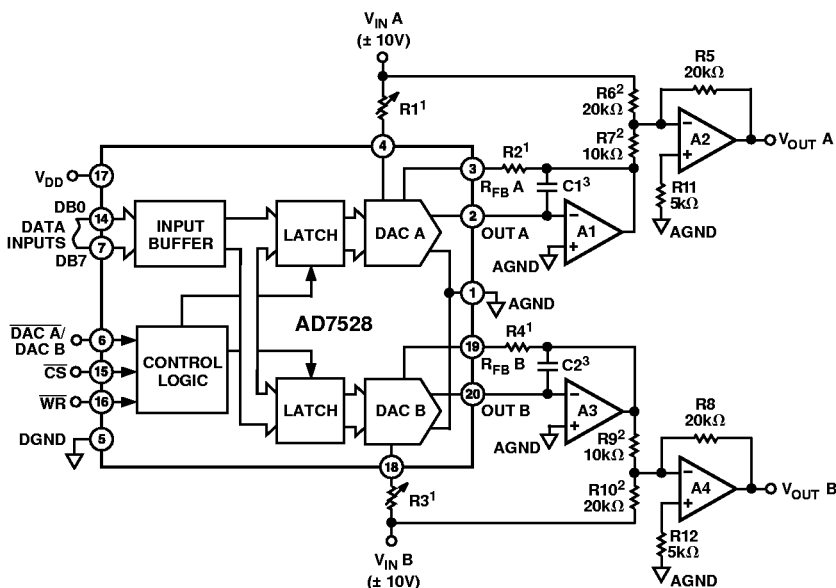 V_IN A
(± 10V)
R1¹
R5
20kΩ
R6²
20kΩ
R7²
10kΩ
A2
V_OUT A
R11
5kΩ
AGND
4
V_DD
17
3
R2¹
R_FB A
C1³
DB0
14
DATA
INPUTS
7
DB7
INPUT
BUFFER
LATCH
DAC A
2
OUT A
A1
AGND
1
AGND
AD7528
DAC A/
DAC B
6
CS
15
WR
16
CONTROL
LOGIC
19
R4¹
R_FB B
C2³
LATCH
DAC B
20
OUT B
A3
AGND
R8
20kΩ
R9²
10kΩ
DGND
5
18
R3¹
R10²
20kΩ
A4
V_OUT B
R12
5kΩ
AGND
V_IN B
(± 10V)